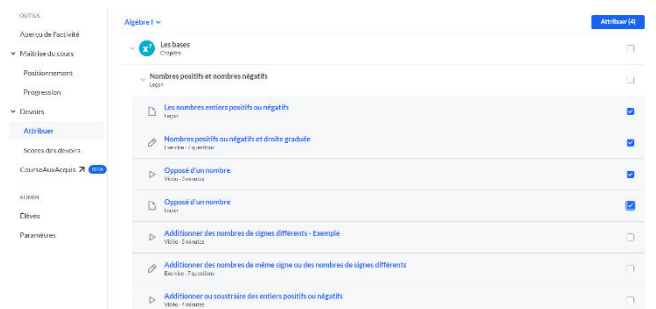 OUTILS
Aperçu de l'activité
Maîtrise du cours
Positionnement
Progression
Devoirs
Attribuer
Scores des devoirs
CourseAuxAcquis BETA
ADMIN
Élèves
Paramètres
Algèbre I
Attribuer (4)
Les bases
Chapitre
Nombres positifs et nombres négatifs
Leçon
Les nombres entiers positifs ou négatifs
Leçon
Nombres positifs ou négatifs et droite graduée
Exercice · 7 questions
Opposé d'un nombre
Vidéo · 3 minutes
Opposé d'un nombre
Leçon
Additionner des nombres de signes différents - Exemple
Vidéo · 5 minutes
Additionner des nombres de même signe ou des nombres de signes différents
Exercice · 7 questions
Additionner ou soustraire des entiers positifs ou négatifs
Vidéo · 4 minutes